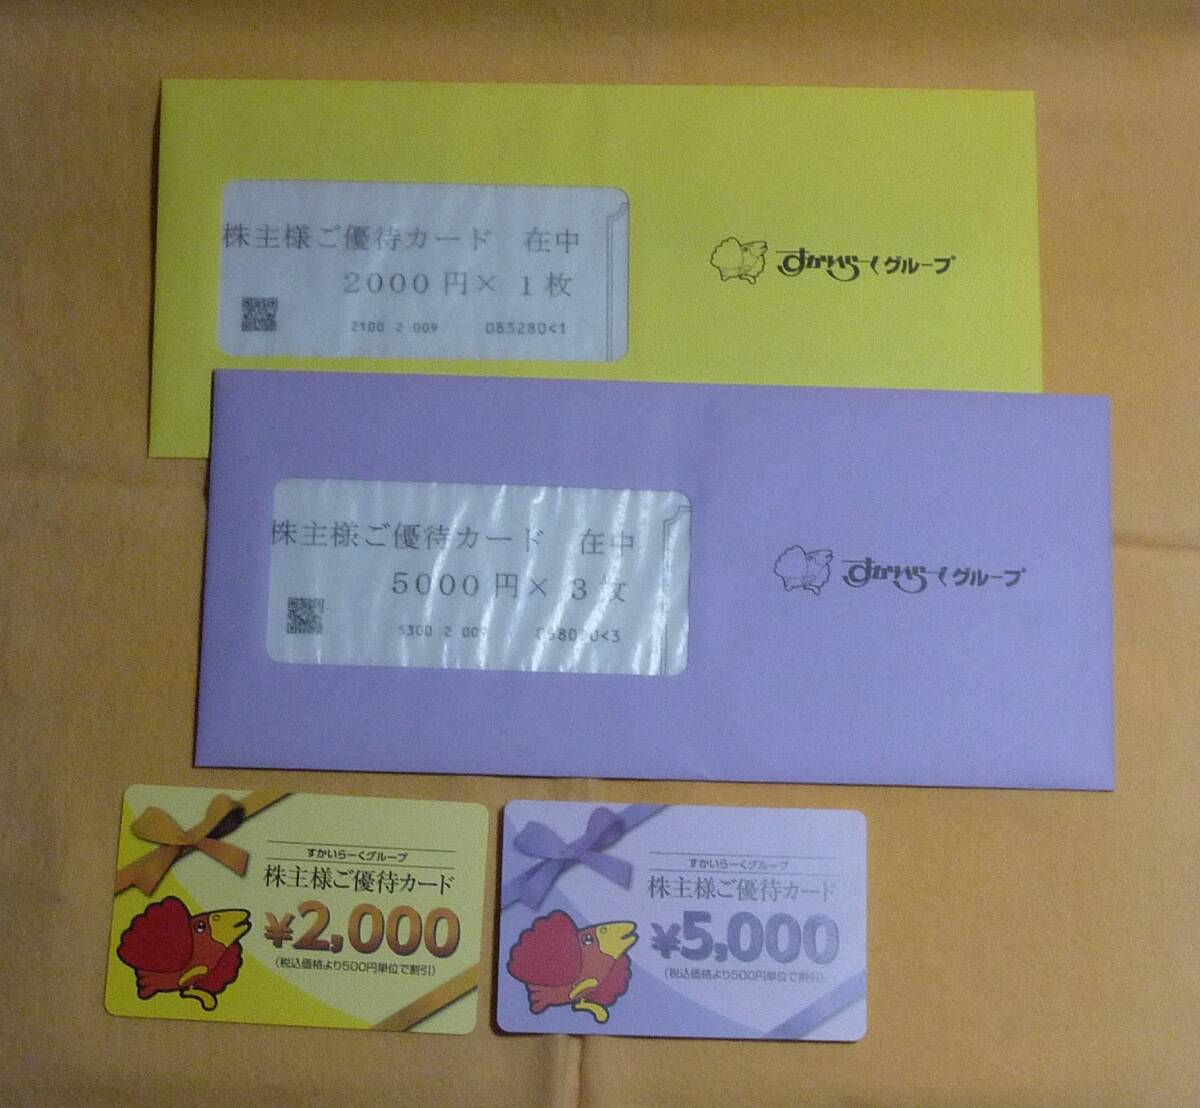 株主様ご優待カード 在中
2000円× 1枚
2100 2 009 083280<1
すかいらーくグループ
株主様ご優待カード 在中
5000円× 3枚
5300 2 009
すかいらーくグループ
すかいらーくグループ
株主様ご優待カード
¥2,000
(税込価格より500円単位で割引)
すかいらーくグループ
株主様ご優待カード
¥5,000
(税込価格より500円単位で割引)